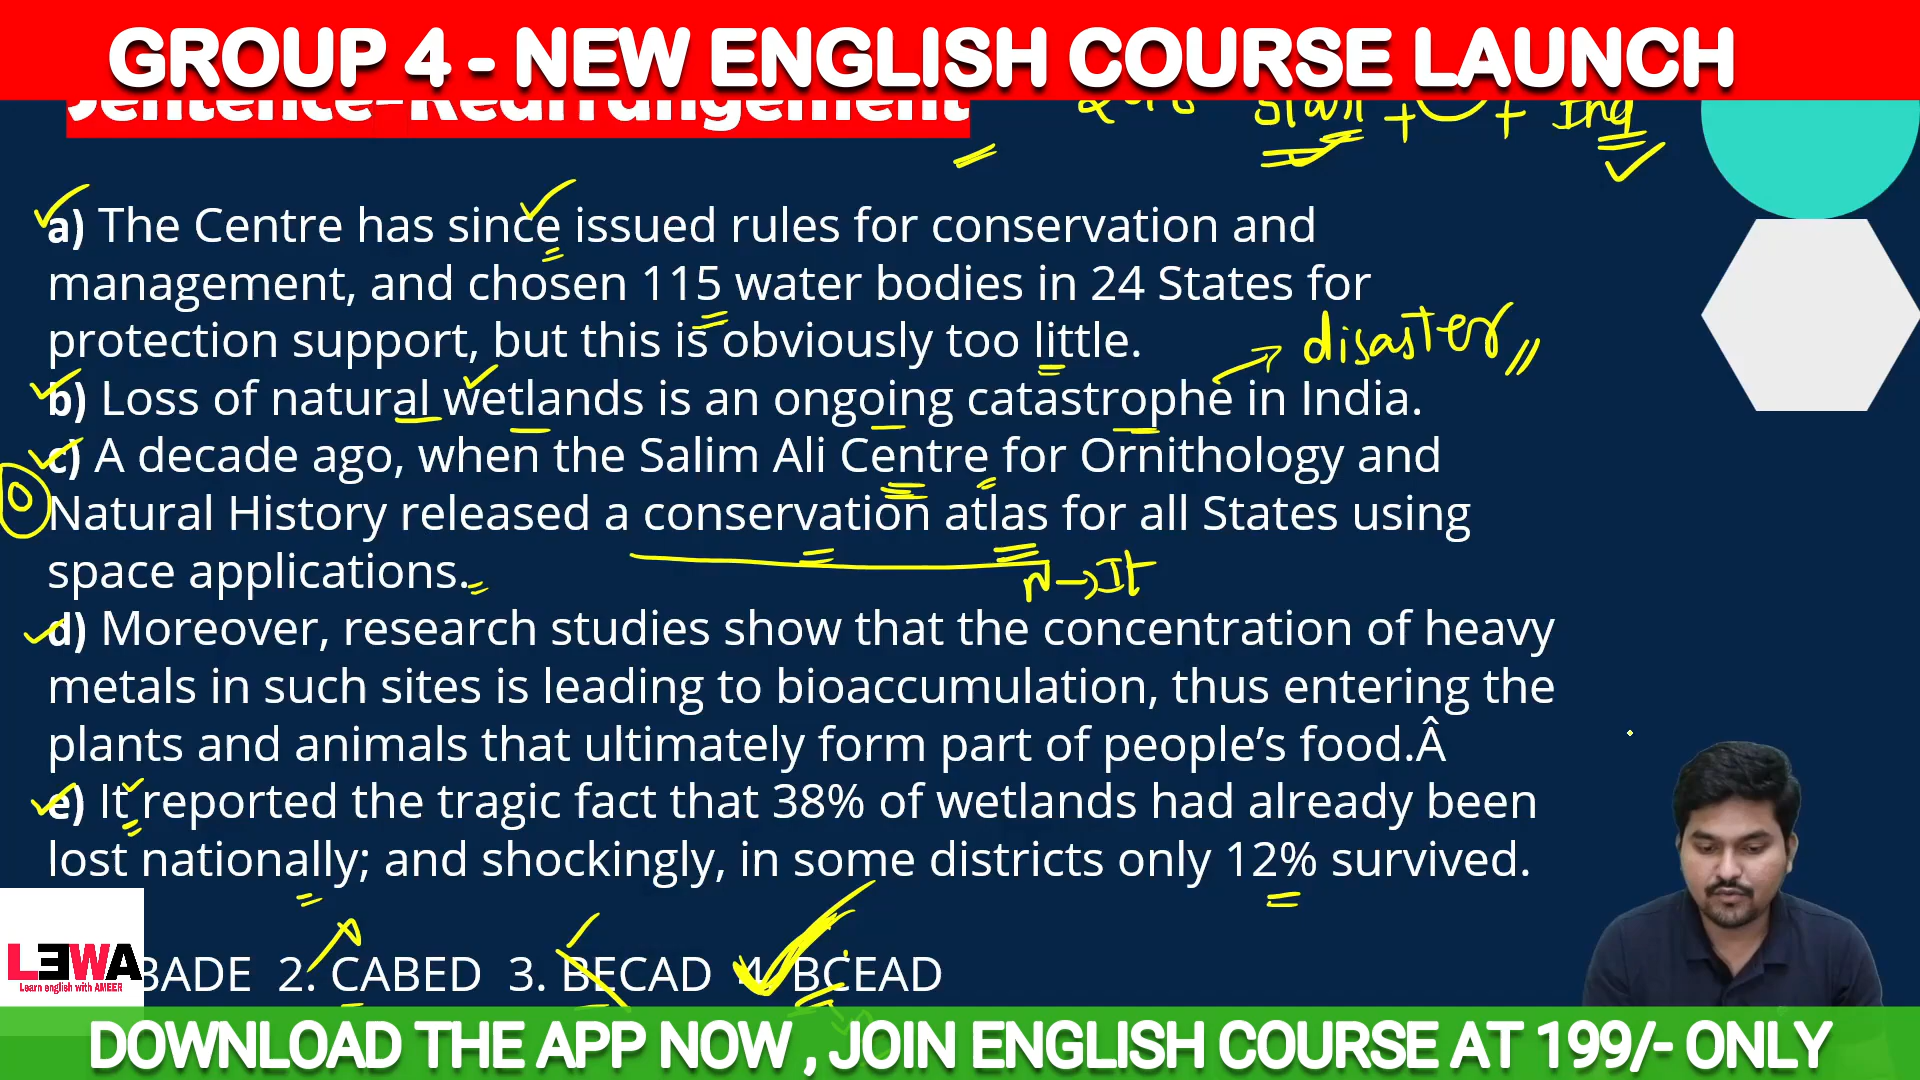 GROUP 4 - NEW ENGLISH COURSE LAUNCH
Sentence-Rearrangement
+ + Ing
a) The Centre has since issued rules for conservation and
management, and chosen 115 water bodies in 24 States for
protection support, but this is obviously too little.
disaster
b) Loss of natural wetlands is an ongoing catastrophe in India.
c) A decade ago, when the Salim Ali Centre for Ornithology and
Natural History released a conservation atlas for all States using
space applications.
N→It
d) Moreover, research studies show that the concentration of heavy
metals in such sites is leading to bioaccumulation, thus entering the
plants and animals that ultimately form part of people’s food.Â
e) It reported the tragic fact that 38% of wetlands had already been
lost nationally; and shockingly, in some districts only 12% survived.
BADE 2. CABED 3. BECAD 4. BCEAD
LEWA
Learn english with AMEER
DOWNLOAD THE APP NOW , JOIN ENGLISH COURSE AT 199/- ONLY